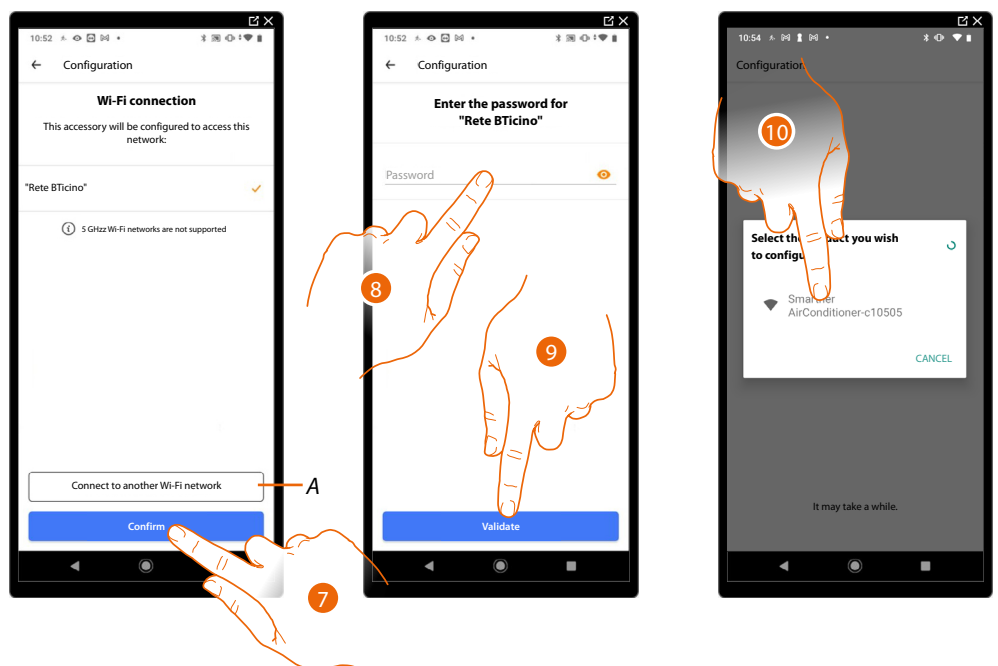 10:52
Configuration
Wi-Fi connection
This accessory will be configured to access this
network:
"Rete BTicino"
i 5 GHzz Wi-Fi networks are not supported
Connect to another Wi-Fi network
A
Confirm
7
10:52
Configuration
Enter the password for
"Rete BTicino"
Password
8
9
Validate
10:54
Configuration
10
Select the you wish
to
AirConditioner-c10505
CANCEL
It may take a while.